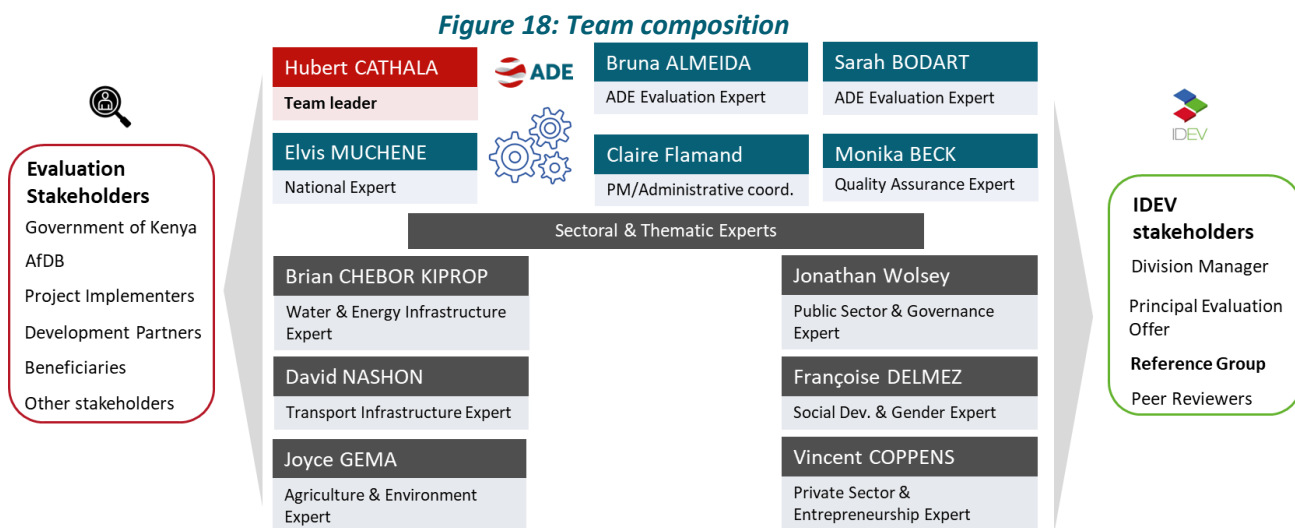 Figure 18: Team composition
Hubert CATHALA
Team leader
ADE
Bruna ALMEIDA
ADE Evaluation Expert
Sarah BODART
ADE Evaluation Expert
Elvis MUCHENE
National Expert
Claire Flamand
PM/Administrative coord.
Monika BECK
Quality Assurance Expert
Evaluation
Stakeholders
Government of Kenya
AfDB
Project Implementers
Development Partners
Beneficiaries
Other stakeholders
Sectoral & Thematic Experts
Brian CHEBOR KIPROP
Water & Energy Infrastructure
Expert
David NASHON
Transport Infrastructure Expert
Joyce GEMA
Agriculture & Environment
Expert
Jonathan Wolsey
Public Sector & Governance
Expert
Françoise DELMEZ
Social Dev. & Gender Expert
Vincent COPPENS
Private Sector &
Entrepreneurship Expert
IDEV
IDEV
stakeholders
Division Manager
Principal Evaluation
Offer
Reference Group
Peer Reviewers